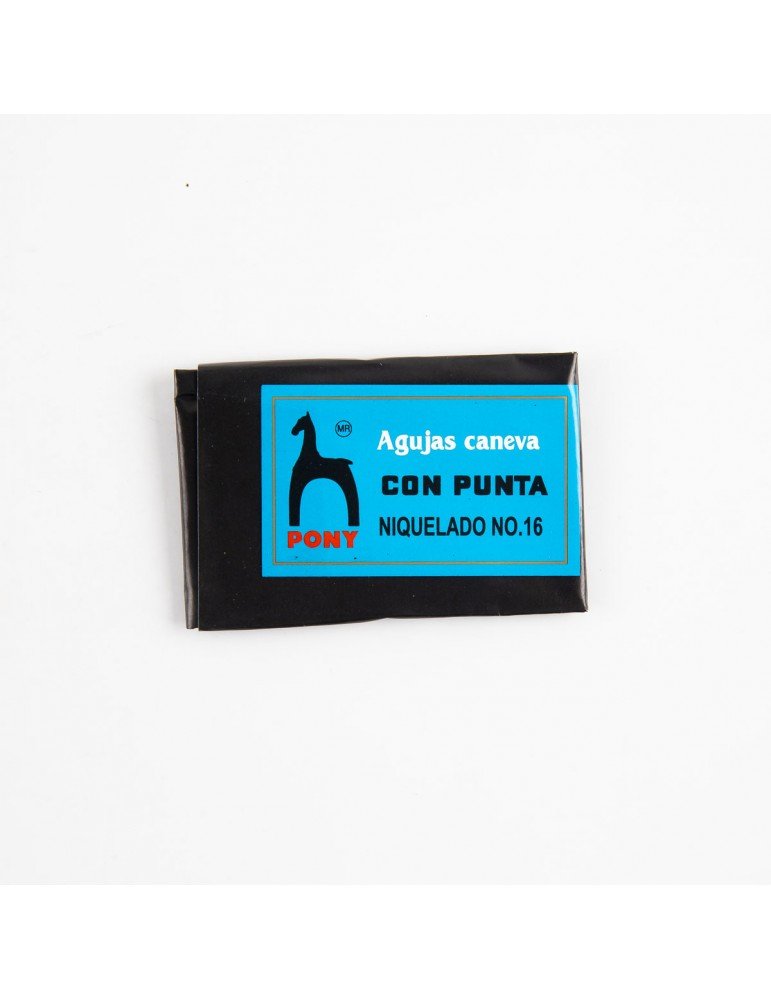 MR
Agujas caneva
CON PUNTA
NIQUELADO NO.16
PONY